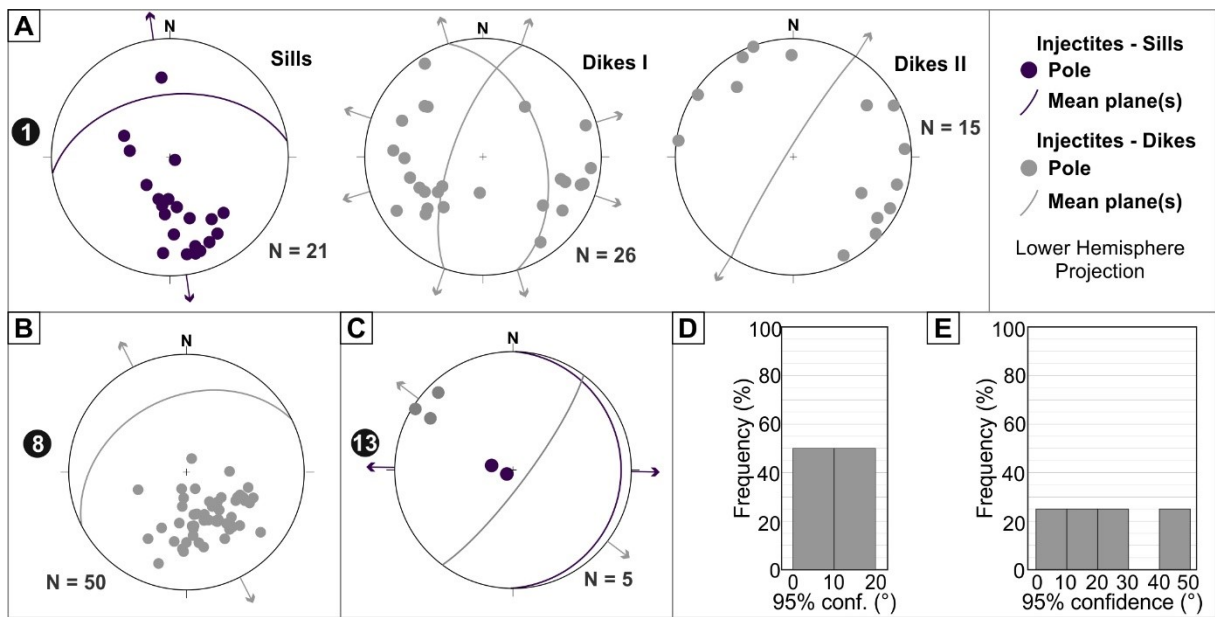 A
N
Sills
1
N = 21
N
Dikes I
N = 26
N
Dikes II
N = 15
Injectites - Sills
Pole
Mean plane(s)
Injectites - Dikes
Pole
Mean plane(s)
Lower Hemisphere
Projection
B
N
8
N = 50
C
N
13
N = 5
D
Frequency (%)
100
80
60
40
20
0
0 10 20
95% conf. (°)
E
Frequency (%)
100
80
60
40
20
0
0 10 20 30 40 50
95% confidence (°)